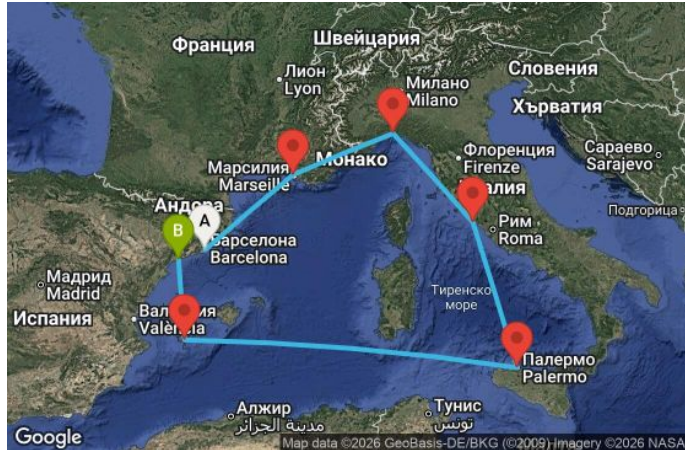 Франция
Швейцария
Лион
Lyon
Милано
Milano
Словения
Хърватия
Марсилия
Marseille
Монако
Флоренция
Firenze
Сараево
Sarajevo
Андора
A
B
Барселона
Barcelona
Рим
Roma
Подгорица
Мадрид
Madrid
Испания
València
Тиренско
море
Палермо
Palermo
Алжир
مدينة الجزائر
Тунис
تونس
Google
Map data ©2026 GeoBasis-DE/BKG (©2009) Imagery ©2026 NASA